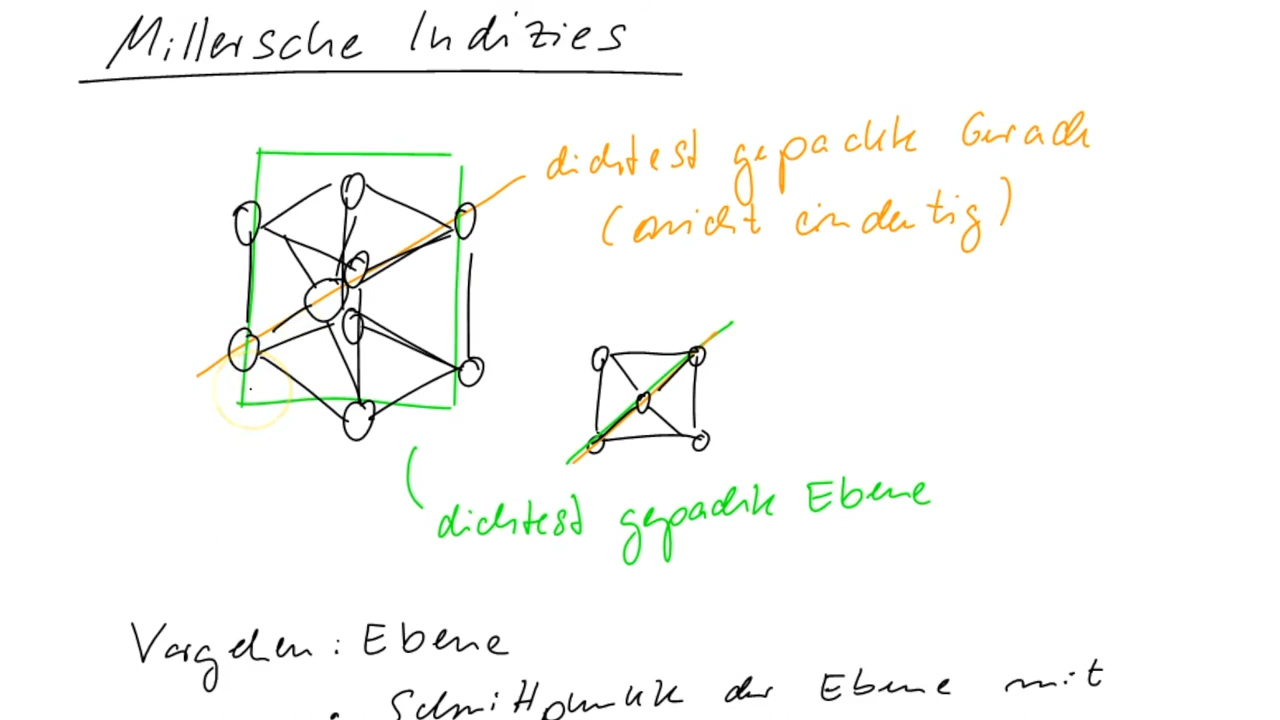 Millersche Indizies
dichtest gepackte Gerade
(nicht eindeutig)
dichtest gepackte Ebene
Vorgehen: Ebene
• Schnittpunkte der Ebene mit